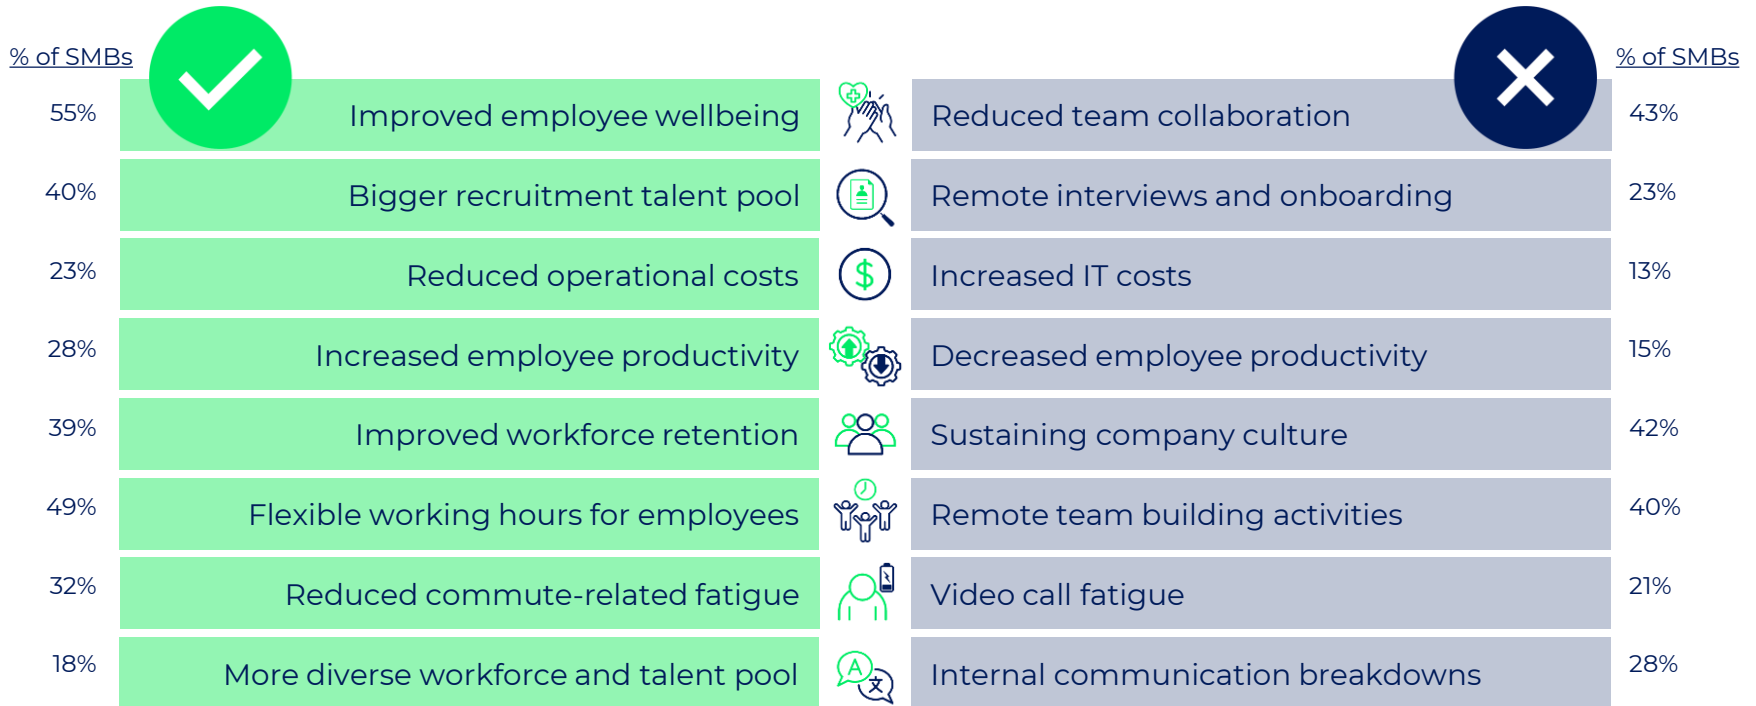 % of SMBs
% of SMBs
55% Improved employee wellbeing Reduced team collaboration 43%
40% Bigger recruitment talent pool Remote interviews and onboarding 23%
23% Reduced operational costs $ Increased IT costs 13%
28% Increased employee productivity Decreased employee productivity 15%
39% Improved workforce retention Sustaining company culture 42%
49% Flexible working hours for employees Remote team building activities 40%
32% Reduced commute-related fatigue Video call fatigue 21%
18% More diverse workforce and talent pool A 文 Internal communication breakdowns 28%